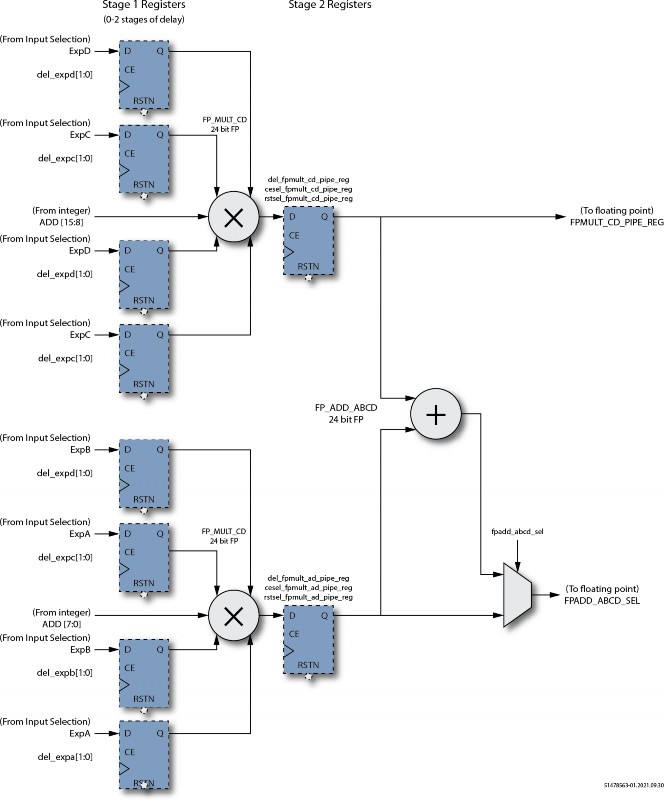 Stage 1 Registers
(0-2 stages of delay)
Stage 2 Registers
(From Input Selection)
ExpD
del_expd[1:0]
D Q
CE
RSTN
(From Input Selection)
ExpC
del_expc[1:0]
D Q
CE
RSTN
FP_MULT_CD
24 bit FP
(From integer)
ADD [15:8]
(From Input Selection)
ExpD
del_expd[1:0]
D Q
CE
RSTN
(From Input Selection)
ExpC
del_expc[1:0]
D Q
CE
RSTN
del_fpmult_cd_pipe_reg
cesel_fpmult_cd_pipe_reg
rstsel_fpmult_cd_pipe_reg
D Q
CE
RSTN
(To floating point)
FPMULT_CD_PIPE_REG
FP_ADD_ABCD
24 bit FP
(From Input Selection)
ExpB
del_expd[1:0]
D Q
CE
RSTN
(From Input Selection)
ExpA
del_expc[1:0]
D Q
CE
RSTN
FP_MULT_CD
24 bit FP
(From integer)
ADD [7:0]
(From Input Selection)
ExpB
del_expb[1:0]
D Q
CE
RSTN
(From Input Selection)
ExpA
del_expa[1:0]
D Q
CE
RSTN
del_fpmult_ad_pipe_reg
cesel_fpmult_ad_pipe_reg
rstsel_fpmult_ad_pipe_reg
D Q
CE
RSTN
fpadd_abcd_sel
(To floating point)
FPADD_ABCD_SEL
51478563-01.2021.09.30